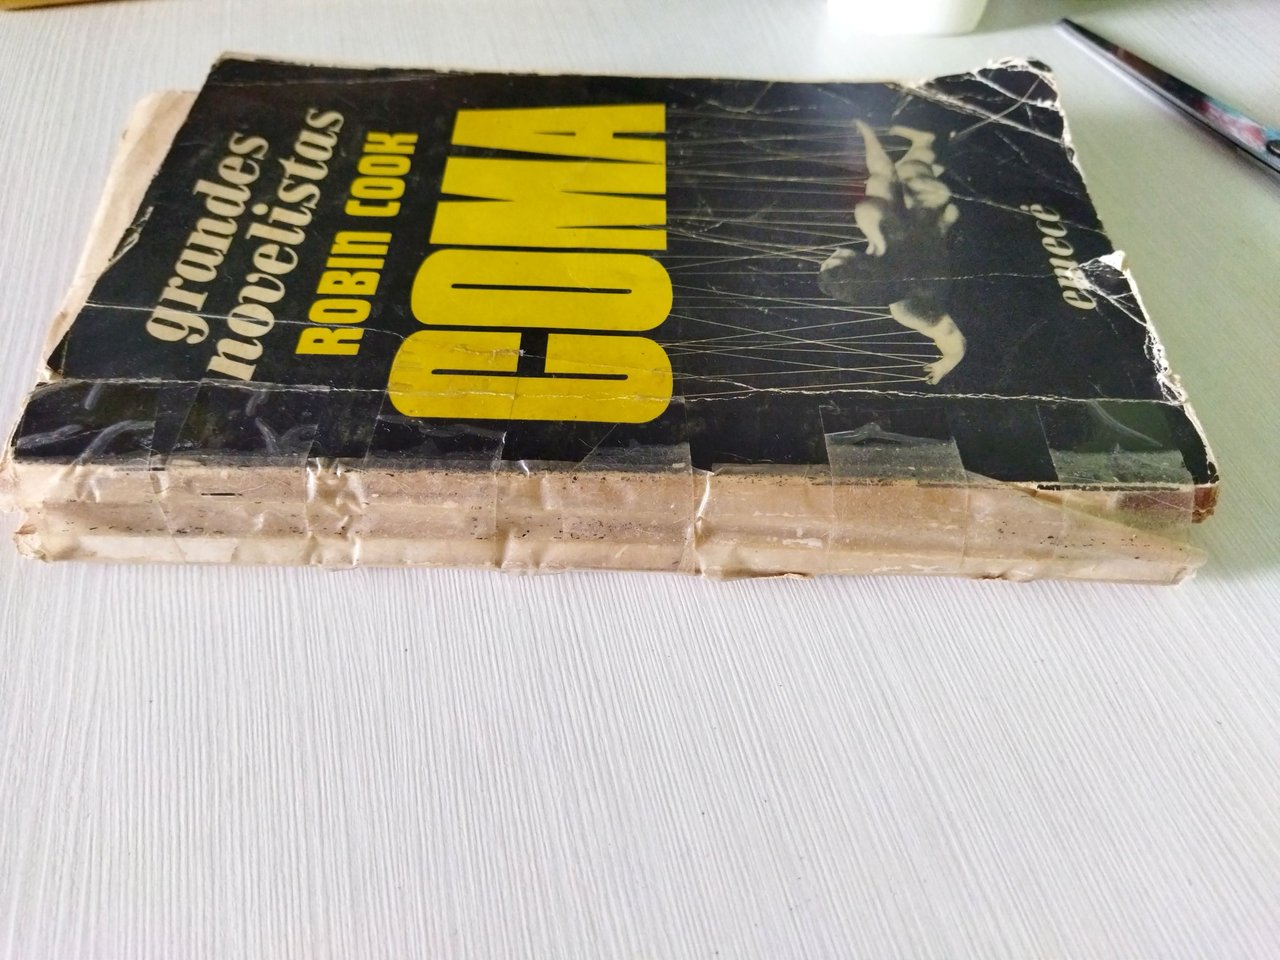 grandes
novelistas
ROBIN COOK
COMA
emecé